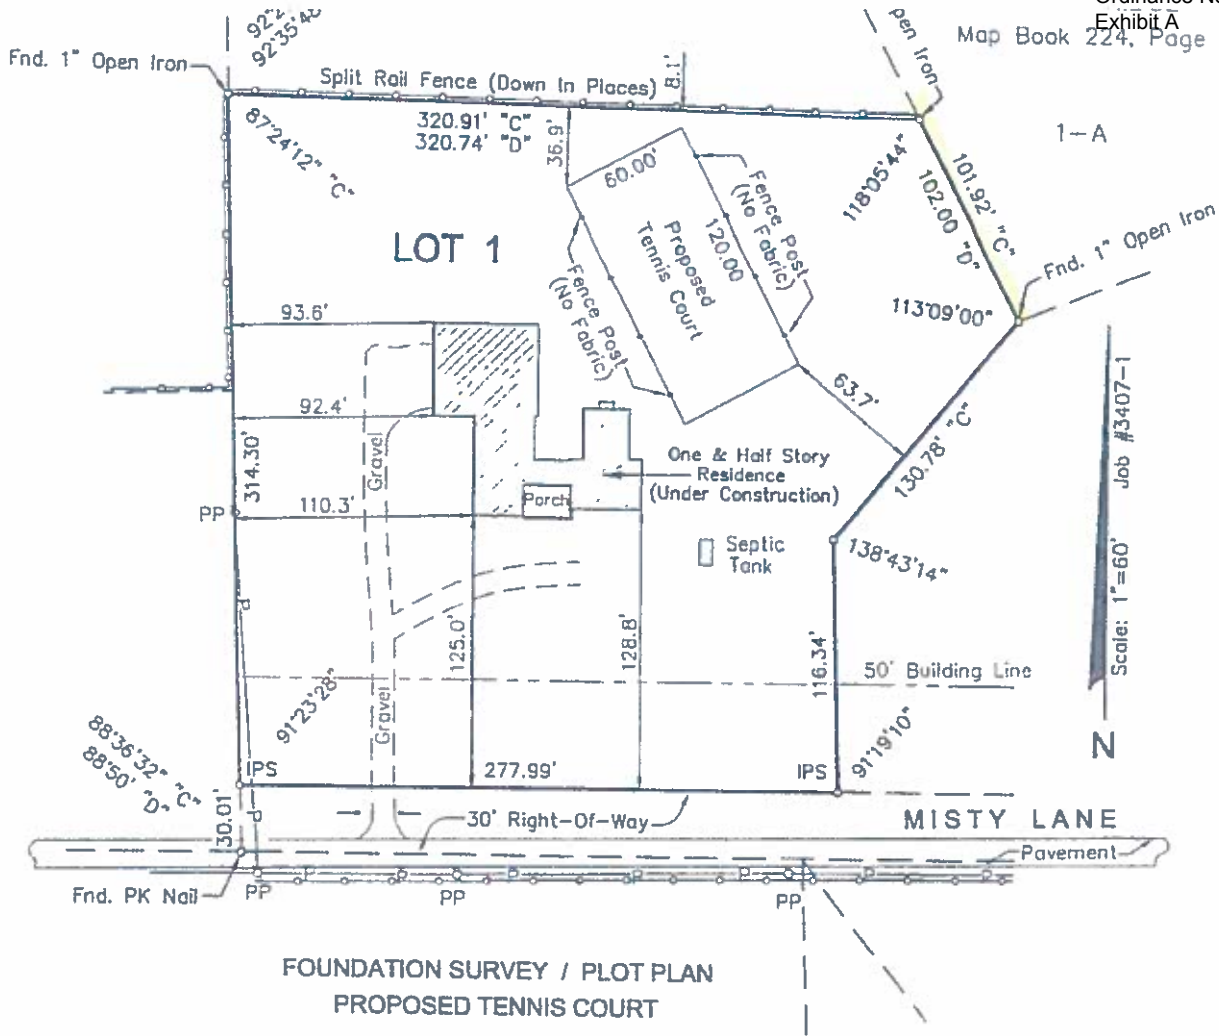 Ordinance No
Exhibit A
Map Book 224, Page
92°35'48"
Fnd. 1" Open Iron
Split Rail Fence (Down In Places)
8.1'
320.91' "C"
320.74' "D"
87°24'12" "C"
36.9'
60.00'
Fence Post
(No Fabric)
120.00
Proposed
Tennis Court
Fence Post
(No Fabric)
118°05'44"
101.92' "C"
102.00 "D"
1-A
Fnd. 1" Open Iron
113°09'00"
LOT 1
93.6'
92.4'
Gravel
314.30'
PP
110.3'
Porch
One & Half Story
Residence
(Under Construction)
63.7'
130.78' "C"
Septic
Tank
138°43'14"
Job #3407-1
Scale: 1"=60'
N
125.0'
128.8'
116.34'
50' Building Line
Gravel
91°23'28"
88°36'32" "C"
88°50' "D"
IPS
277.99'
IPS
91°19'10"
30.01'
P
30' Right-Of-Way
MISTY LANE
Pavement
Fnd. PK Nail
PP
PP
PP
FOUNDATION SURVEY / PLOT PLAN
PROPOSED TENNIS COURT